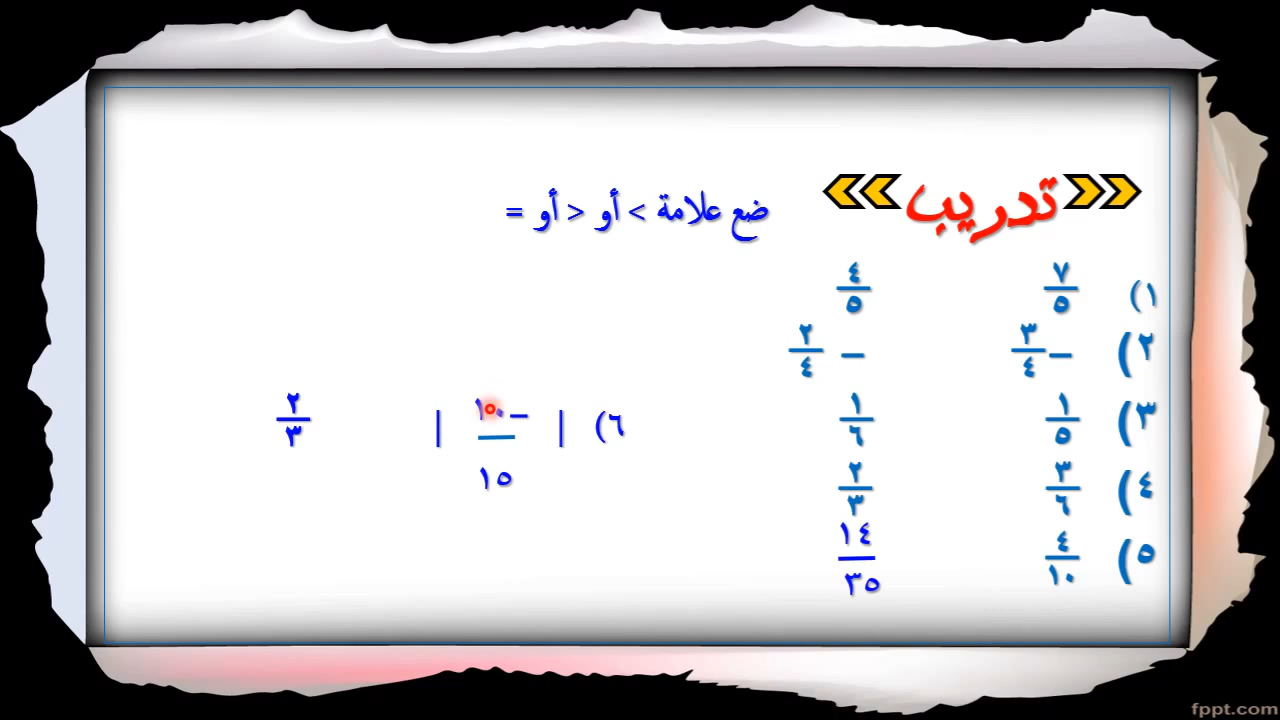 تدريب
ضع علامة > أو < أو =
١) ٧/٥ ٤/٥
٢) -٣/٤ -٢/٤
٣) ١/٥ ١/٦
٤) ٣/٦ ٢/٣
٥) ٤/١٠ ١٤/٣٥
٦) | -١٠/١٥ | ٢/٣
fppt.com